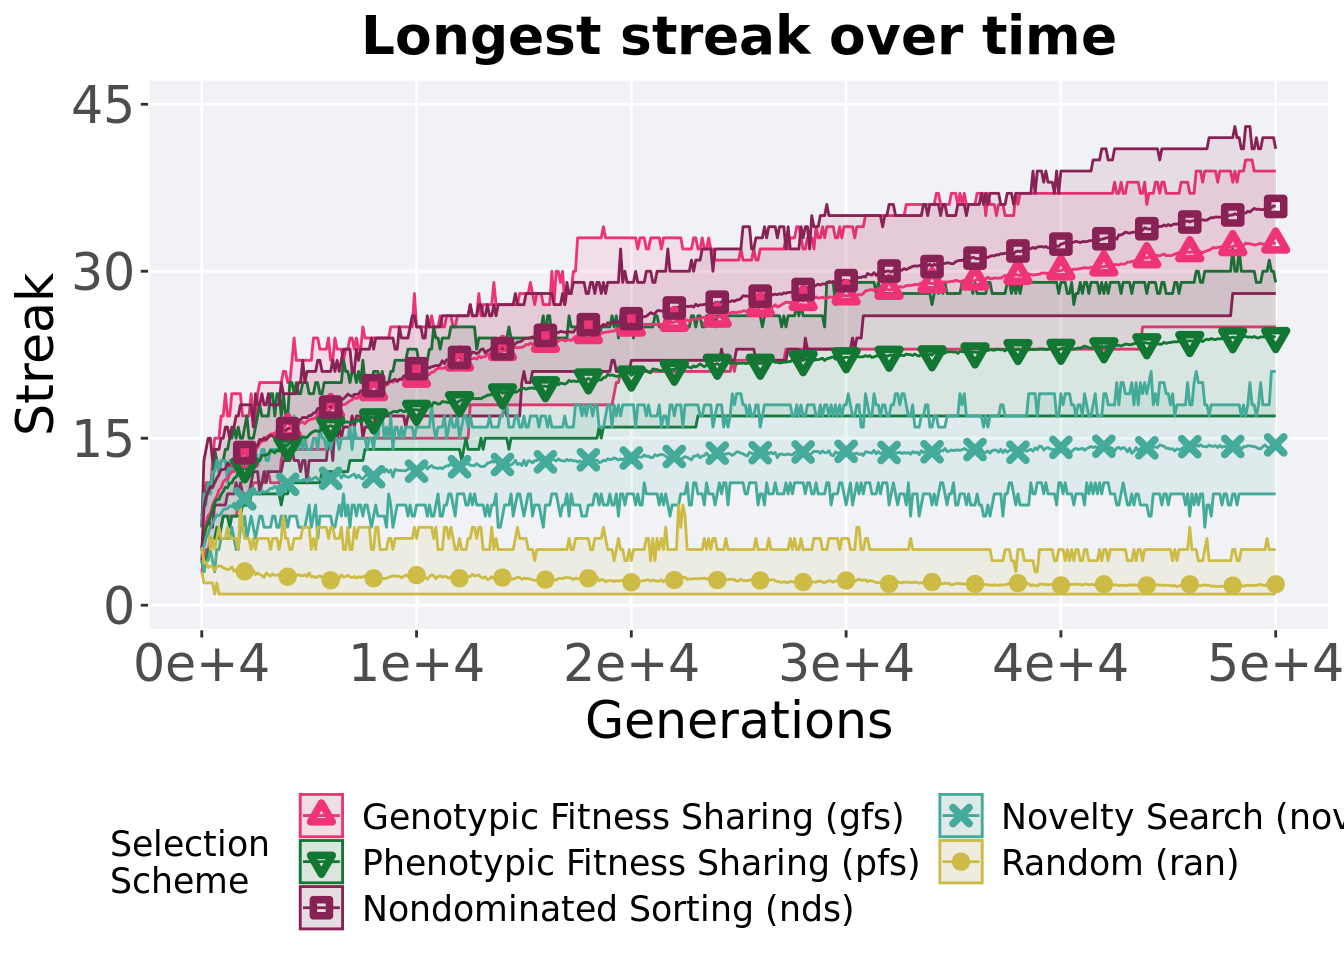 Longest streak over time
Streak
45
30
15
0
0e+4 1e+4 2e+4 3e+4 4e+4 5e+4
Generations
Selection
Scheme
Genotypic Fitness Sharing (gfs)
Phenotypic Fitness Sharing (pfs)
Nondominated Sorting (nds)
Novelty Search (nov
Random (ran)